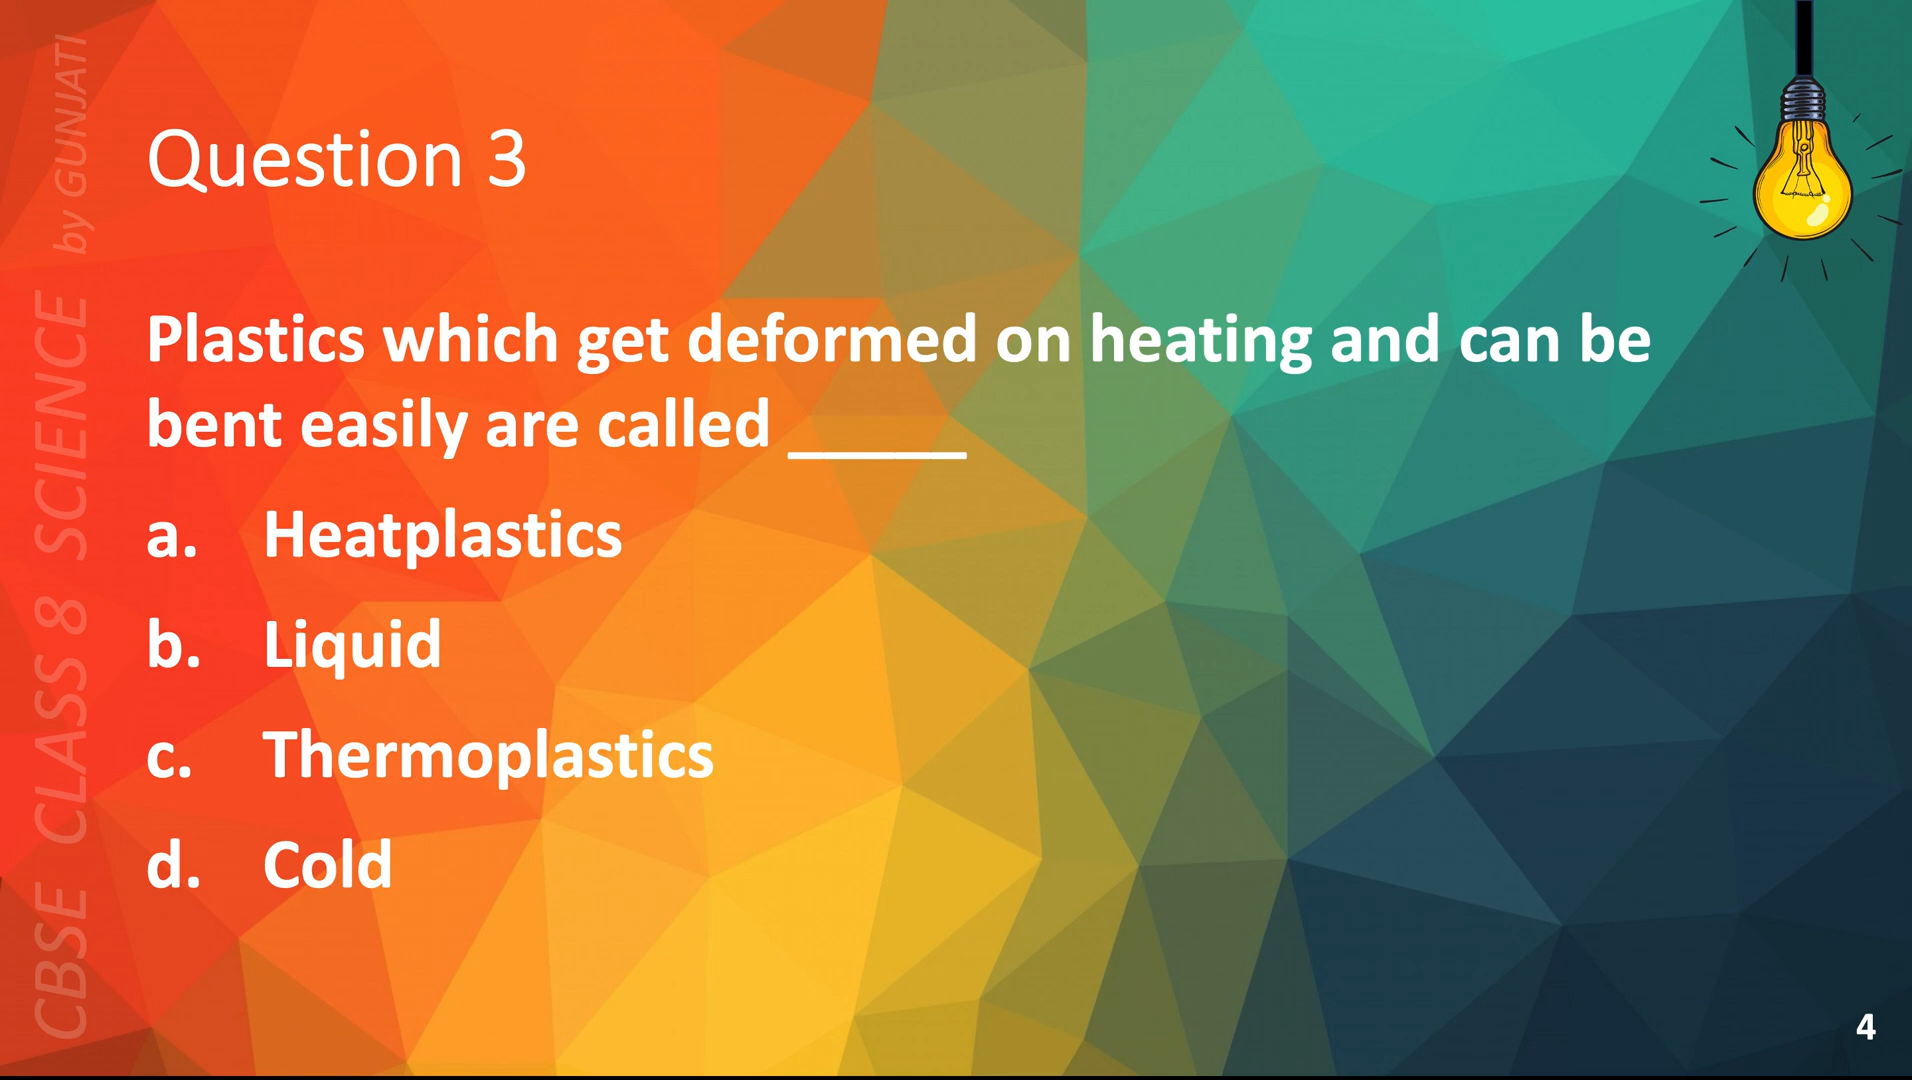 CBSE CLASS 8 SCIENCE by GUNJATI
Question 3
Plastics which get deformed on heating and can be
bent easily are called ______
a. Heatplastics
b. Liquid
c. Thermoplastics
d. Cold
4